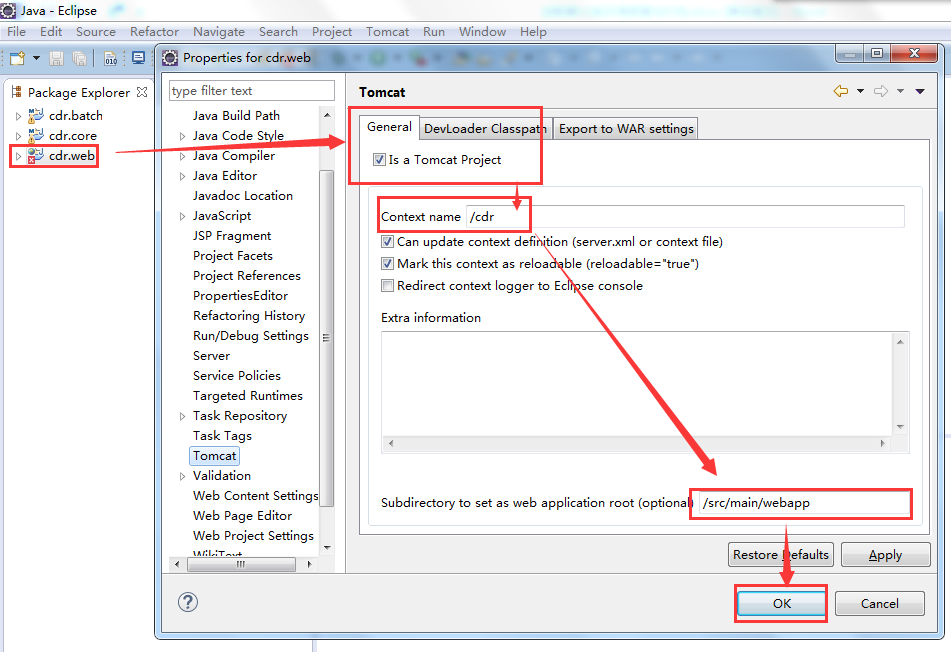 Java - Eclipse
File Edit Source Refactor Navigate Search Project Tomcat Run Window Help
010
Package Explorer
cdr.batch
cdr.core
cdr.web
Properties for cdr.web
type filter text
Java Build Path
Java Code Style
Java Compiler
Java Editor
Javadoc Location
JavaScript
JSP Fragment
Project Facets
Project References
PropertiesEditor
Refactoring History
Run/Debug Settings
Server
Service Policies
Targeted Runtimes
Task Repository
Task Tags
Tomcat
Validation
Web Content Settings
Web Page Editor
Web Project Settings
WikiText
Tomcat
General DevLoader Classpath Export to WAR settings
Is a Tomcat Project
Context name /cdr
Can update context definition (server.xml or context file)
Mark this context as reloadable (reloadable="true")
Redirect context logger to Eclipse console
Extra information
Subdirectory to set as web application root (optional) /src/main/webapp
Restore Defaults Apply
? OK Cancel